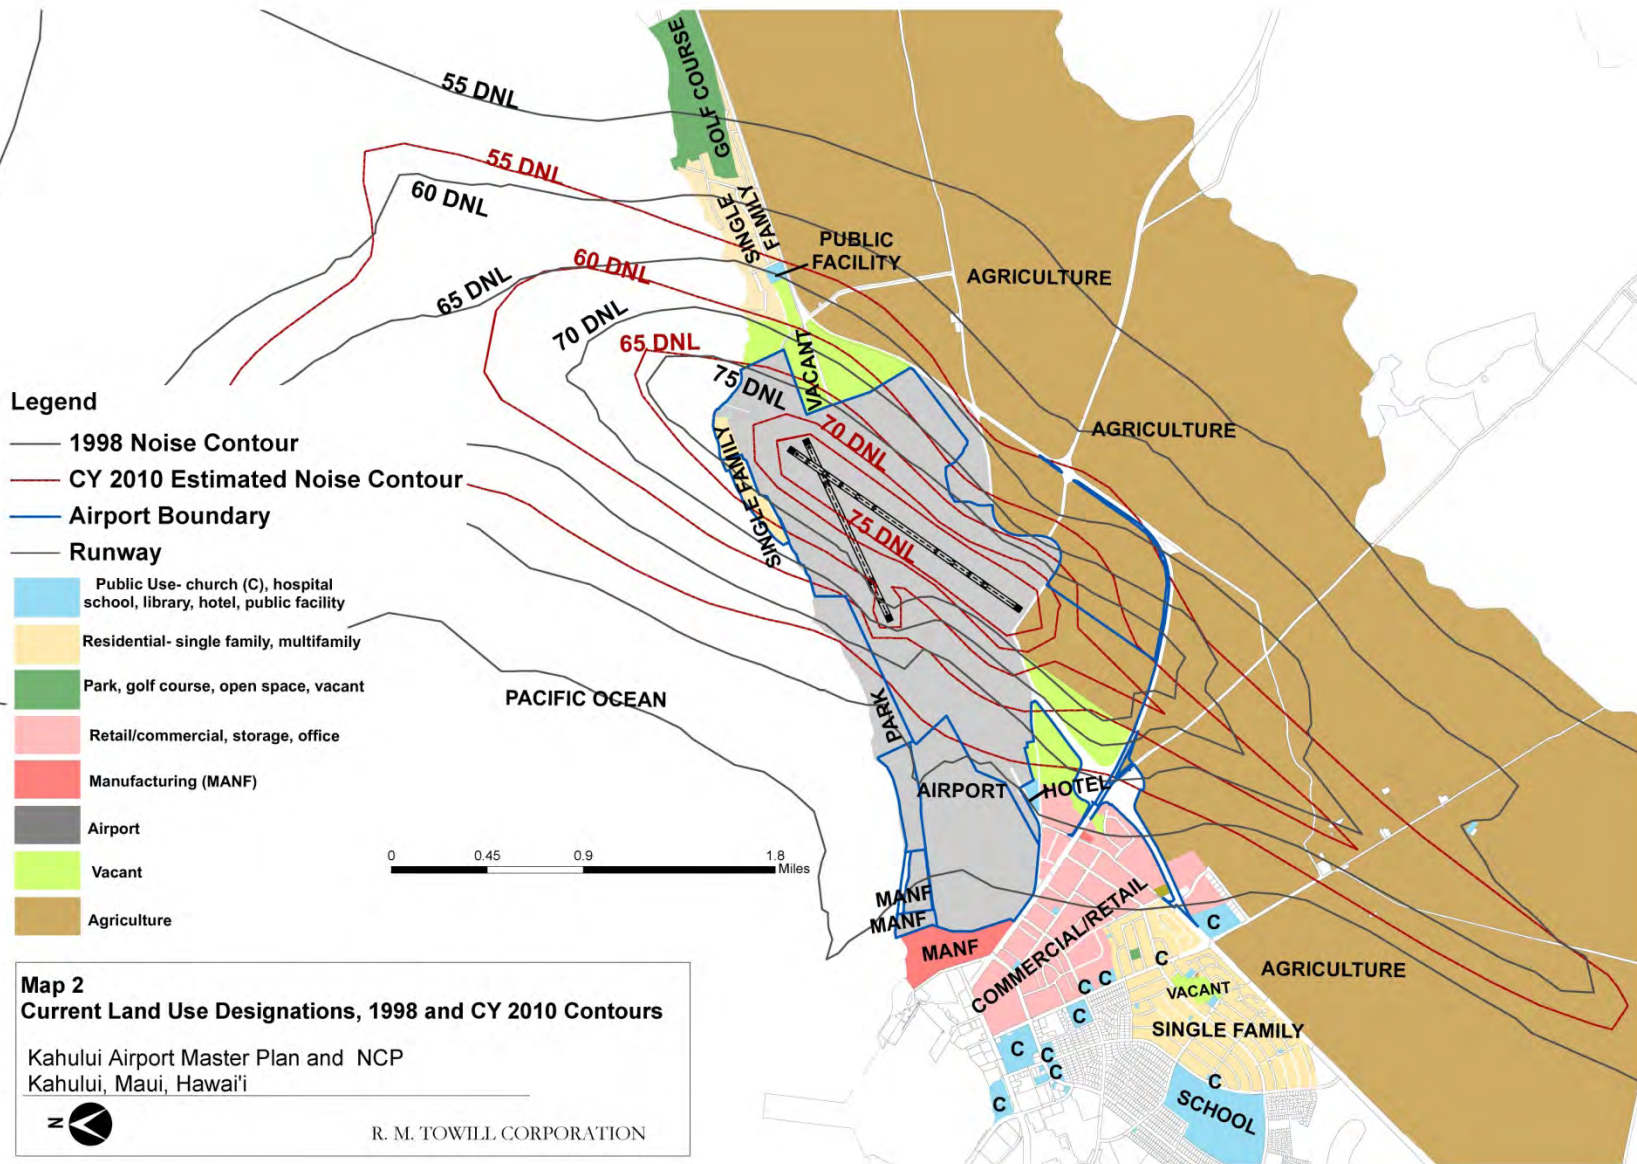 GOLF COURSE
55 DNL
55 DNL
60 DNL
SINGLE
FAMILY
PUBLIC
FACILITY
60 DNL
AGRICULTURE
65 DNL
70 DNL
65 DNL
VACANT
75 DNL
70 DNL
AGRICULTURE
SINGLE FAMILY
75 DNL
Legend
1998 Noise Contour
CY 2010 Estimated Noise Contour
Airport Boundary
Runway
Public Use- church (C), hospital
school, library, hotel, public facility
Residential- single family, multifamily
Park, golf course, open space, vacant
Retail/commercial, storage, office
Manufacturing (MANF)
Airport
Vacant
Agriculture
PACIFIC OCEAN
PARK
AIRPORT
HOTEL
0 0.45 0.9 1.8
Miles
MANF
MANF
MANF
COMMERCIAL/RETAIL
C
C
C
C
C
VACANT
AGRICULTURE
SINGLE FAMILY
C
C
C
C
C
SCHOOL
Map 2
Current Land Use Designations, 1998 and CY 2010 Contours
Kahului Airport Master Plan and NCP
Kahului, Maui, Hawai'i
N
R. M. TOWILL CORPORATION